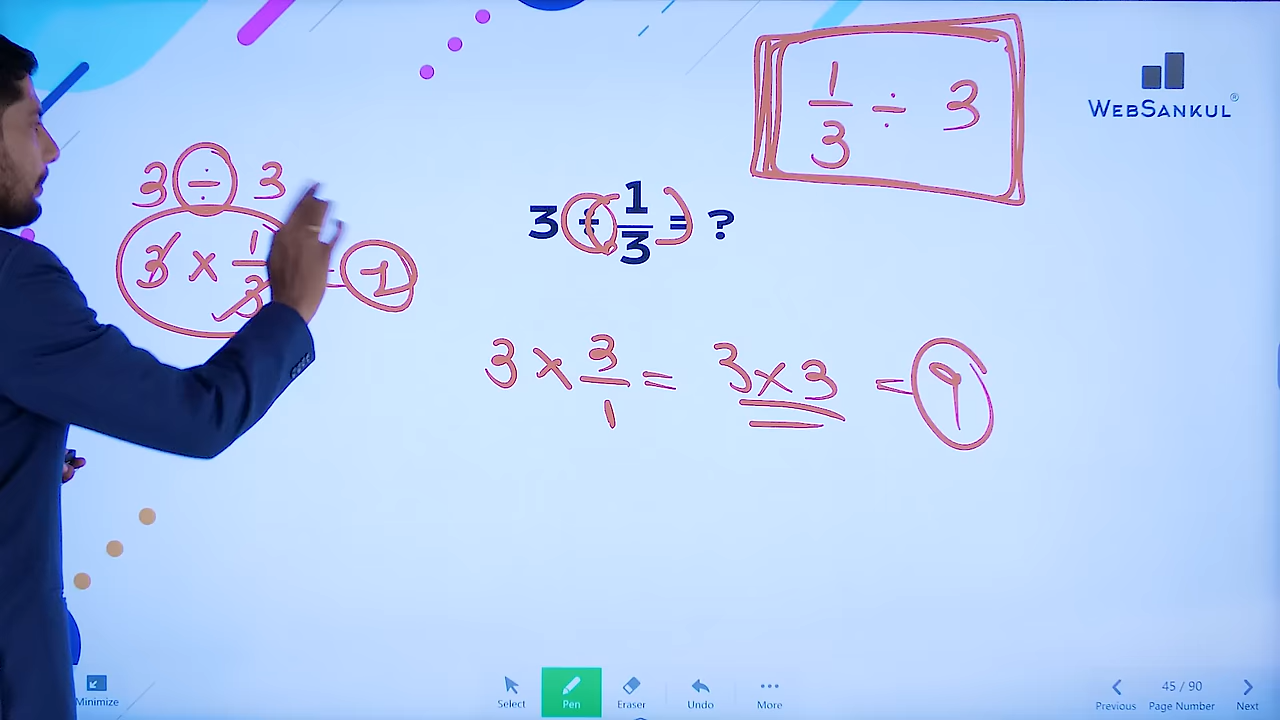 1/3 ÷ 3
WEBSANKUL®
3 ÷ 3
3 × 1/3 = 1
3 ÷ (1/3) = ?
3 × 3/1 = 3×3 = 9
Minimize
Select
Pen
Eraser
Undo
More
45 / 90
Previous Page Number Next